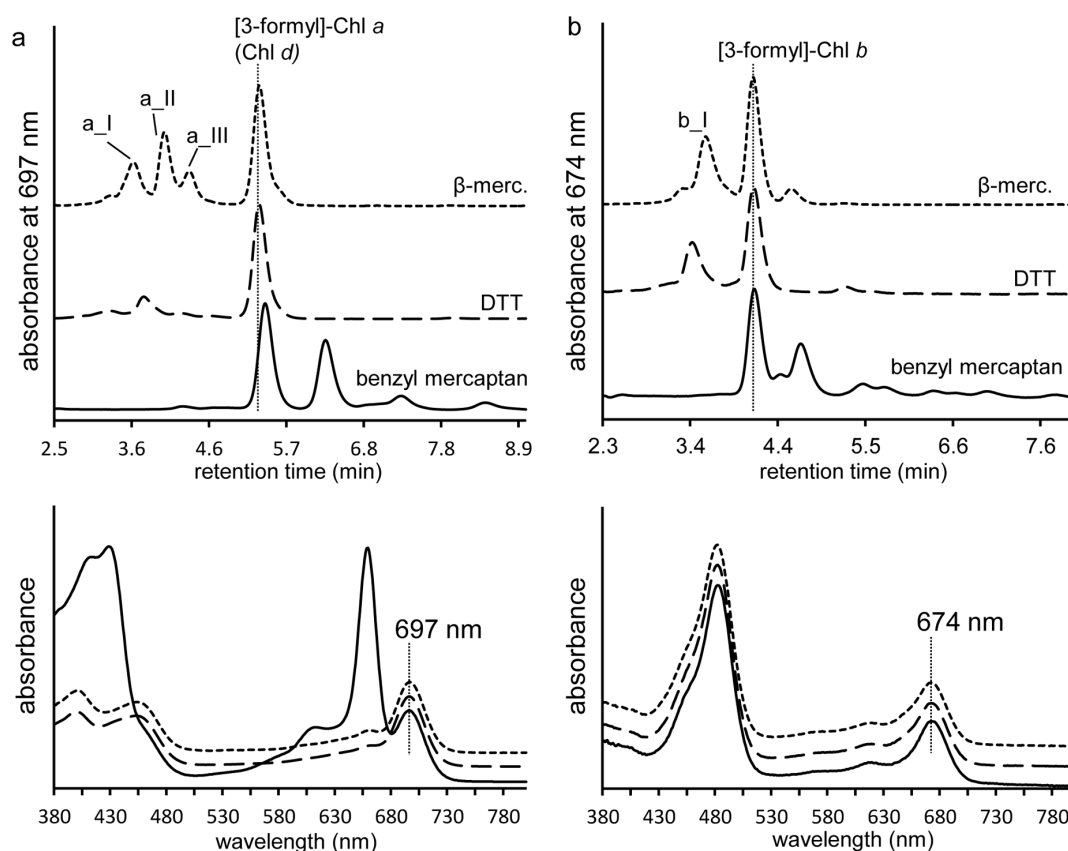 a
[3-formyl]-Chl a
(Chl d)
a_I
a_II
a_III
β-merc.
DTT
benzyl mercaptan
absorbance at 697 nm
2.5 3.6 4.6 5.7 6.8 7.8 8.9
retention time (min)
b
[3-formyl]-Chl b
b_I
β-merc.
DTT
benzyl mercaptan
absorbance at 674 nm
2.3 3.4 4.4 5.5 6.6 7.6
retention time (min)
697 nm
absorbance
380 430 480 530 580 630 680 730 780
wavelength (nm)
674 nm
absorbance
380 430 480 530 580 630 680 730 780
wavelength (nm)